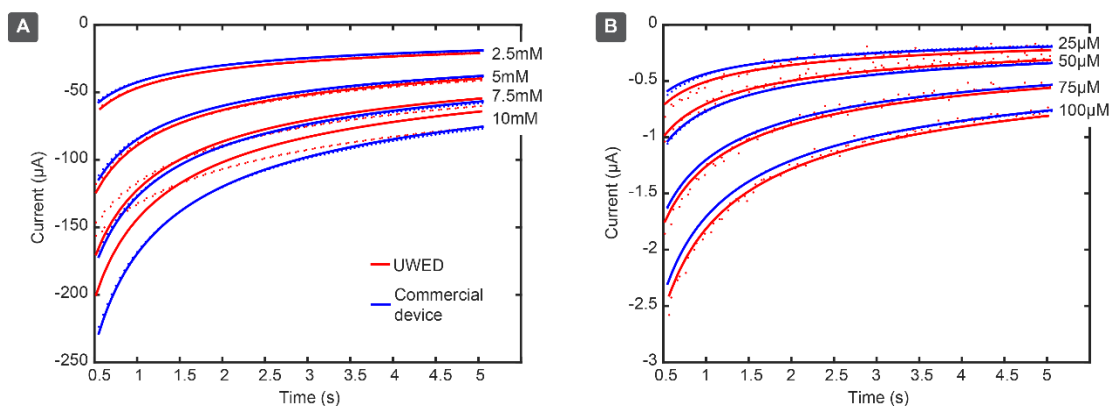 A
0
-50
-100
-150
-200
-250
Current (µA)
0.5 1 1.5 2 2.5 3 3.5 4 4.5 5
Time (s)
2.5mM
5mM
7.5mM
10mM
UWED
Commercial
device
B
0
-0.5
-1
-1.5
-2
-2.5
-3
Current (µA)
0.5 1 1.5 2 2.5 3 3.5 4 4.5 5
Time (s)
25µM
50µM
75µM
100µM